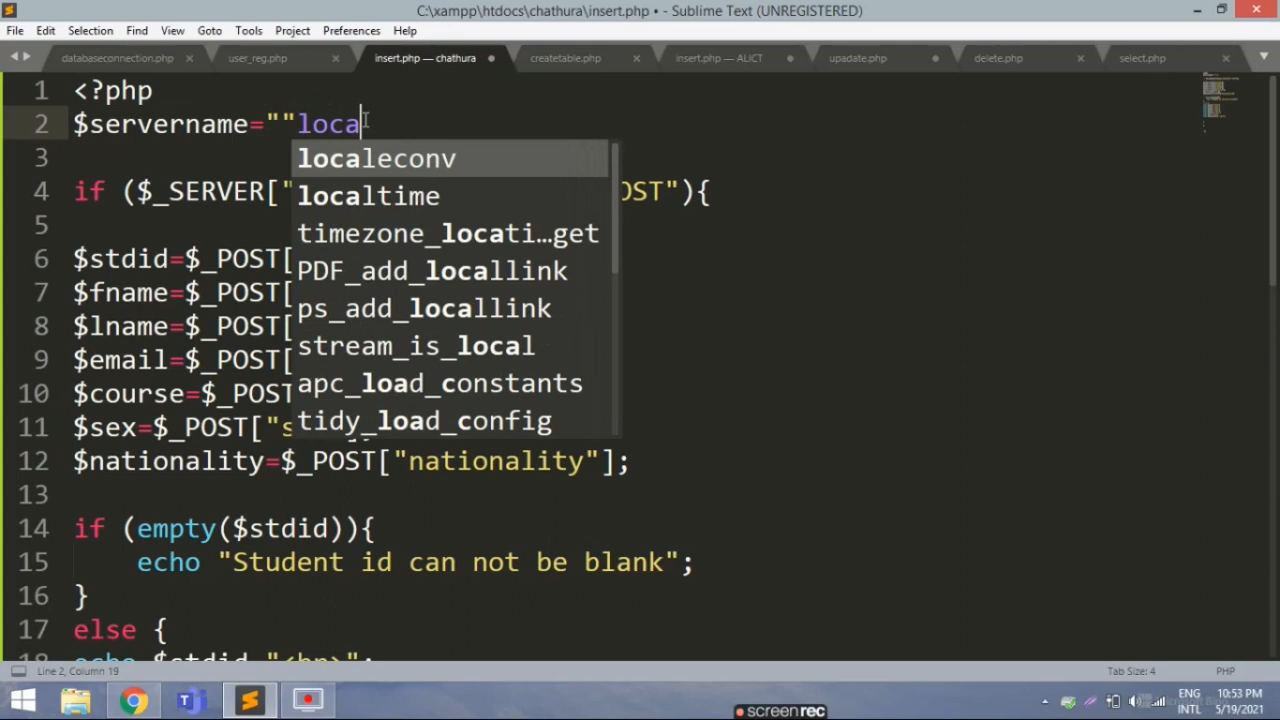 C:\xampp\htdocs\chathura\insert.php • - Sublime Text (UNREGISTERED)
File Edit Selection Find View Goto Tools Project Preferences Help
databaseconnection.php user_reg.php insert.php — chathura createtable.php insert.php — ALICT upadate.php delete.php select.php
1 <?php
2 $servername=""loca
3 localeconv
4 if ($_SERVER[" localtime OST"){
5 timezone_locati…get
6 $stdid=$_POST[ PDF_add_locallink
7 $fname=$_POST[ ps_add_locallink
8 $lname=$_POST[ stream_is_local
9 $email=$_POST[
10 $course=$_POST apc_load_constants
11 $sex=$_POST["s tidy_load_config
12 $nationality=$_POST["nationality"];
13
14 if (empty($stdid)){
15 echo "Student id can not be blank";
16 }
17 else {
echo $stdid."<br>";
Line 2, Column 19 Tab Size: 4 PHP
ENG 10:53 PM
INTL 5/19/2021
screenrec